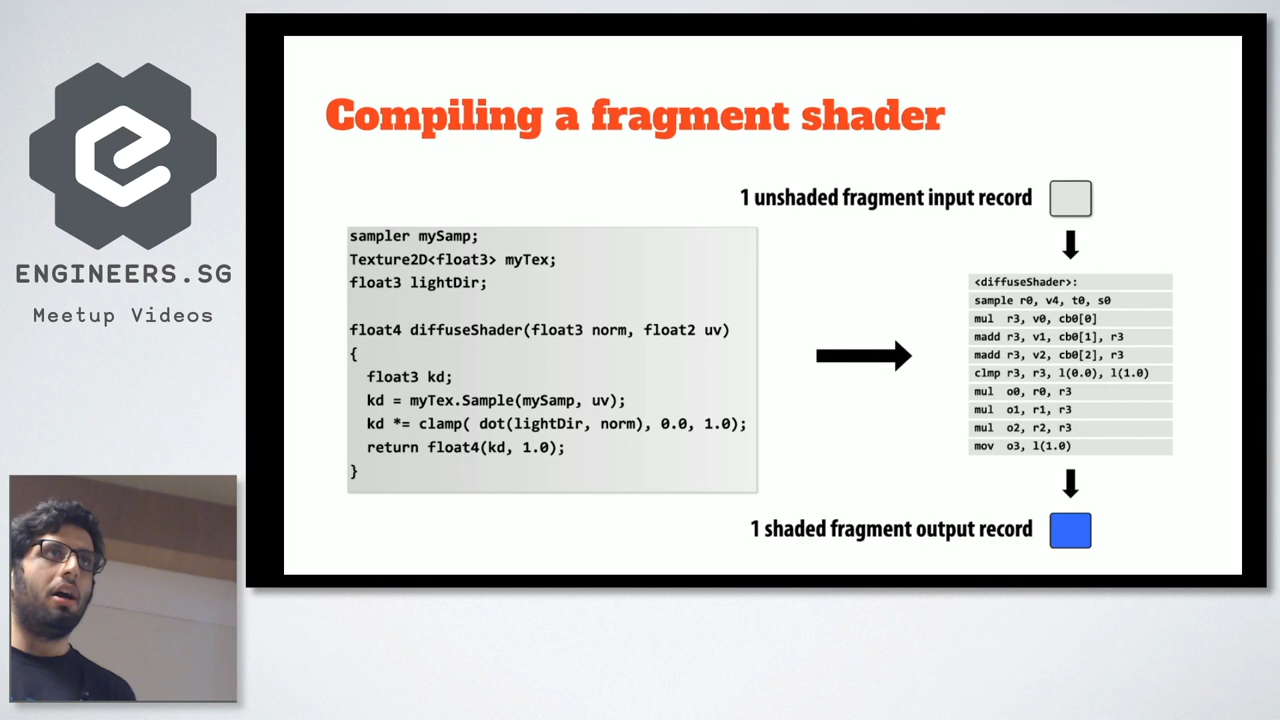 ENGINEERS.SG
Meetup Videos
Compiling a fragment shader
1 unshaded fragment input record
sampler mySamp;
Texture2D<float3> myTex;
float3 lightDir;
float4 diffuseShader(float3 norm, float2 uv)
{
float3 kd;
kd = myTex.Sample(mySamp, uv);
kd *= clamp( dot(lightDir, norm), 0.0, 1.0);
return float4(kd, 1.0);
}
<diffuseShader>:
sample r0, v4, t0, s0
mul r3, v0, cb0[0]
madd r3, v1, cb0[1], r3
madd r3, v2, cb0[2], r3
clmp r3, r3, l(0.0), l(1.0)
mul o0, r0, r3
mul o1, r1, r3
mul o2, r2, r3
mov o3, l(1.0)
1 shaded fragment output record